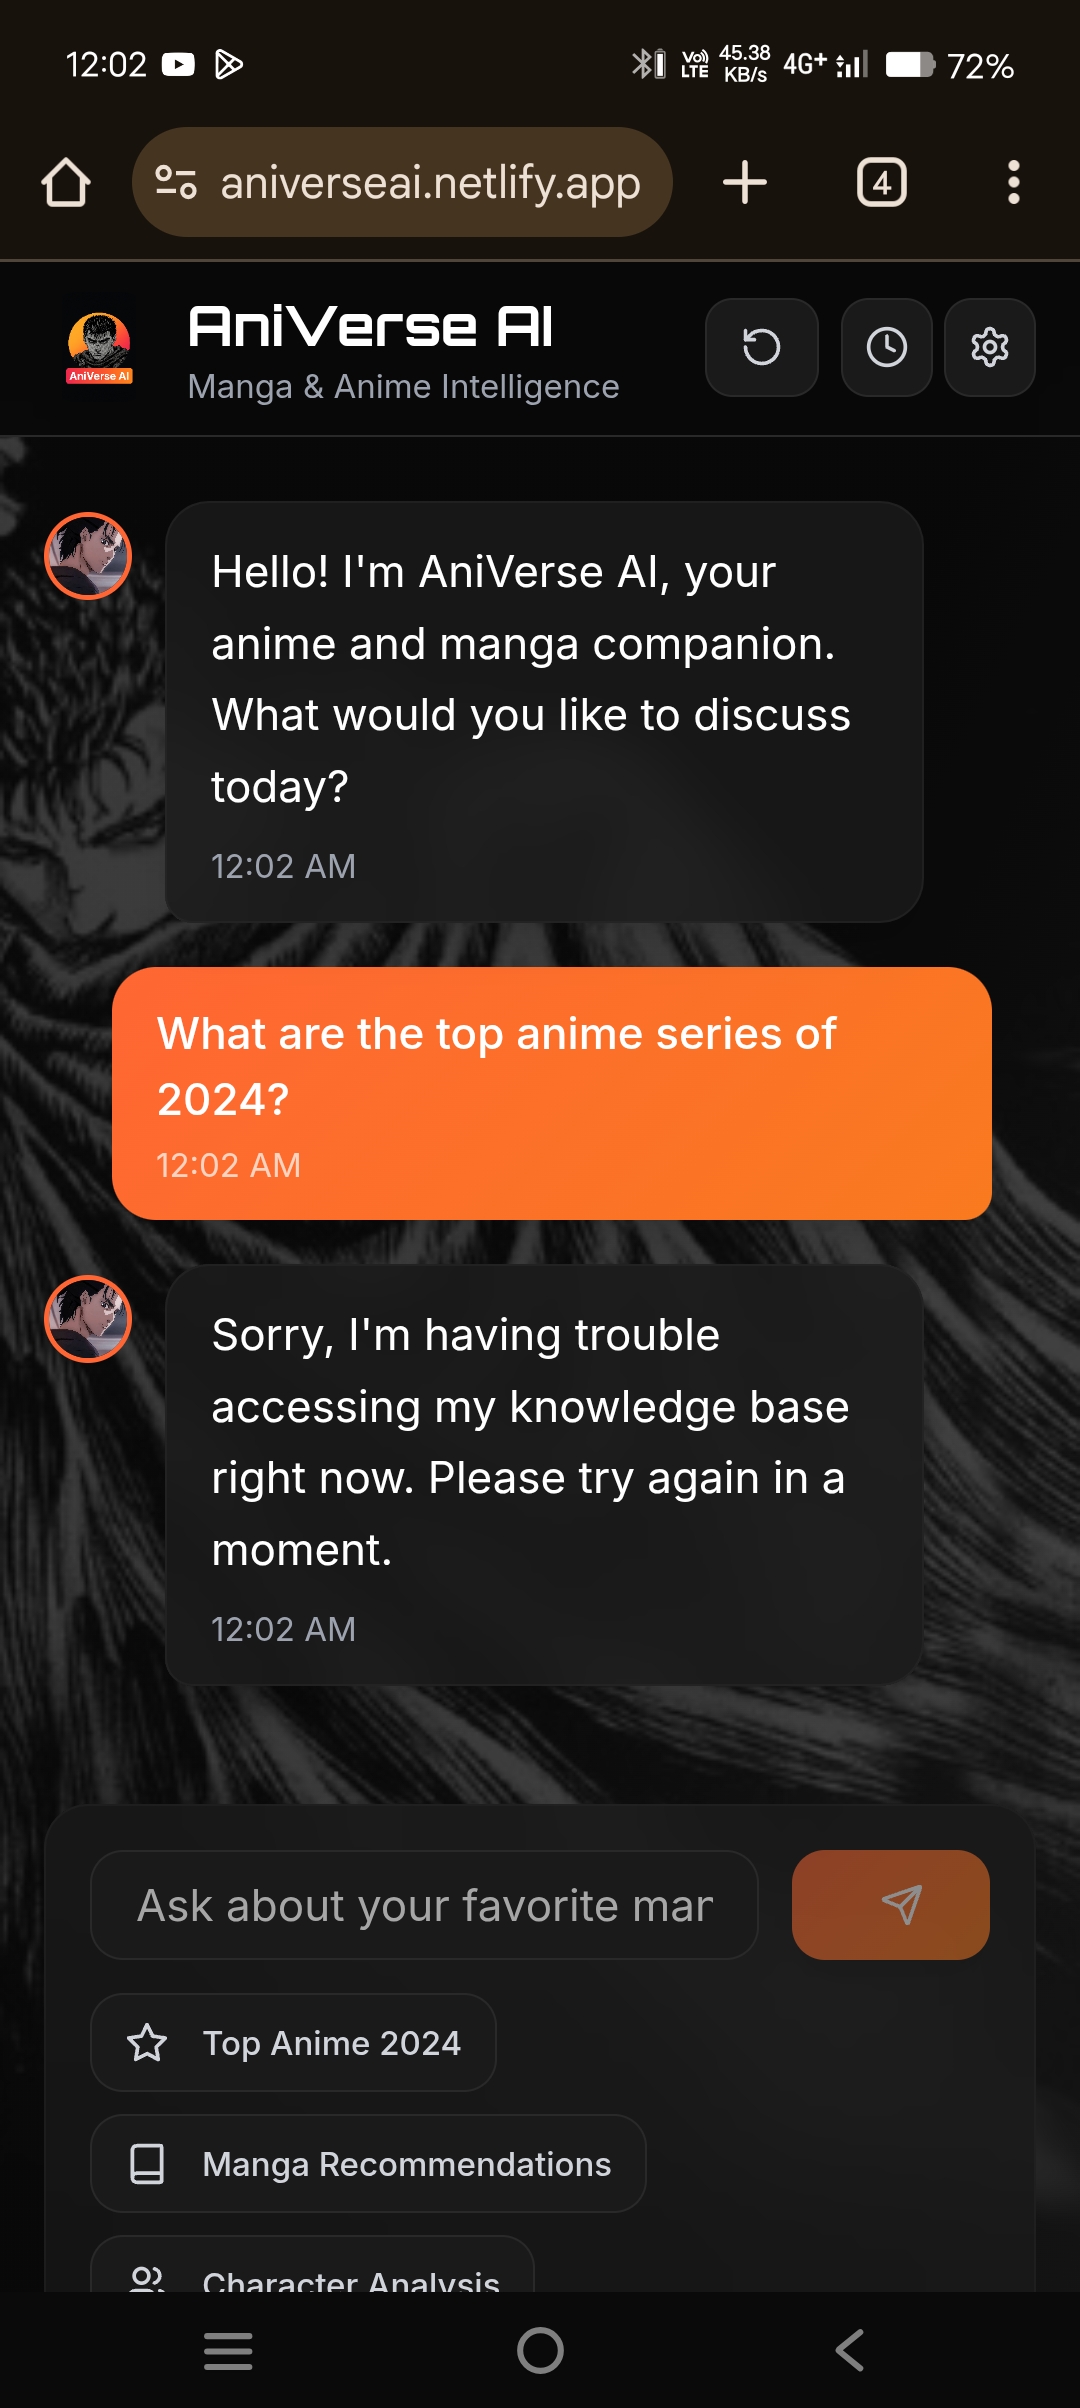 12:02
Vo)) LTE
45.38 KB/s
4G+
72%
aniverseai.netlify.app
4
AniVerse AI
AniVerse AI
Manga & Anime Intelligence
Hello! I'm AniVerse AI, your
anime and manga companion.
What would you like to discuss
today?
12:02 AM
What are the top anime series of
2024?
12:02 AM
Sorry, I'm having trouble
accessing my knowledge base
right now. Please try again in a
moment.
12:02 AM
Ask about your favorite mar
Top Anime 2024
Manga Recommendations
Character Analysis